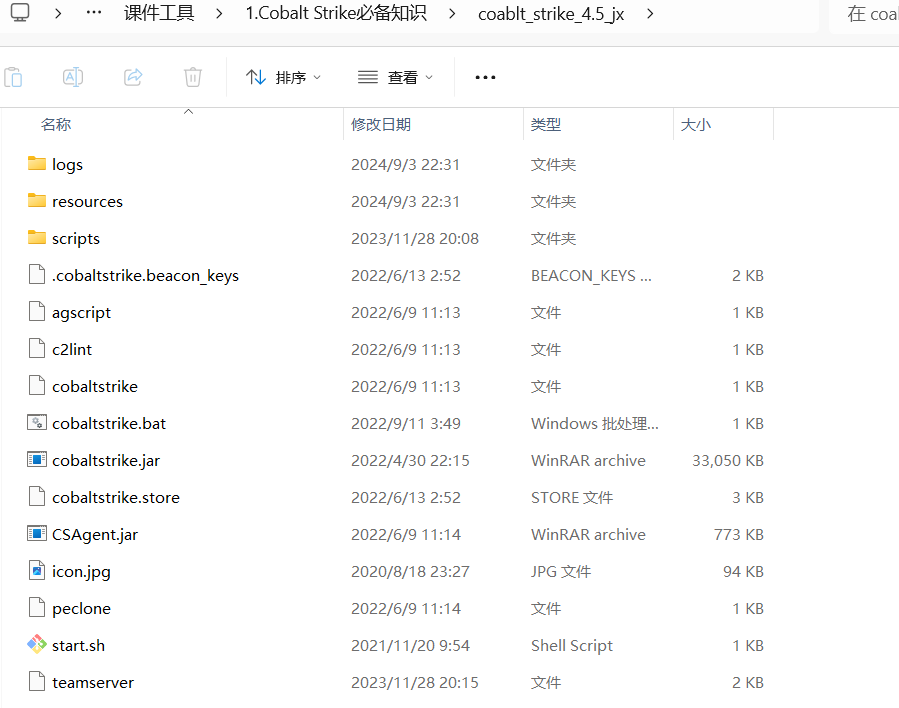 课件工具 1.Cobalt Strike必备知识 coablt_strike_4.5_jx 在 coal
排序 查看
名称 修改日期 类型 大小
logs 2024/9/3 22:31 文件夹
resources 2024/9/3 22:31 文件夹
scripts 2023/11/28 20:08 文件夹
.cobaltstrike.beacon_keys 2022/6/13 2:52 BEACON_KEYS ... 2 KB
agscript 2022/6/9 11:13 文件 1 KB
c2lint 2022/6/9 11:13 文件 1 KB
cobaltstrike 2022/6/9 11:13 文件 1 KB
cobaltstrike.bat 2022/9/11 3:49 Windows 批处理... 1 KB
cobaltstrike.jar 2022/4/30 22:15 WinRAR archive 33,050 KB
cobaltstrike.store 2022/6/13 2:52 STORE 文件 3 KB
CSAgent.jar 2022/6/9 11:14 WinRAR archive 773 KB
icon.jpg 2020/8/18 23:27 JPG 文件 94 KB
peclone 2022/6/9 11:14 文件 1 KB
start.sh 2021/11/20 9:54 Shell Script 1 KB
teamserver 2023/11/28 20:15 文件 2 KB